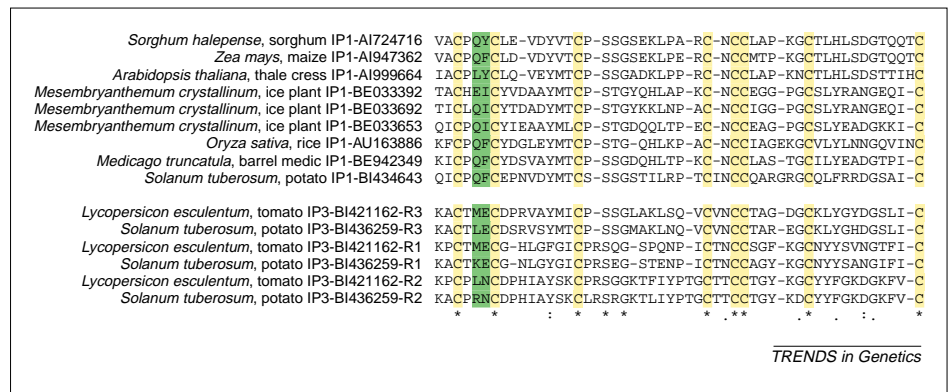 Sorghum halepense, sorghum IP1-AI724716 VACPQYCLE-VDYVTCP-SSGSEKLPA-RC-NCCLAP-KGCTLHLSDGTQQTC
Zea mays, maize IP1-AI947362 VACPQFCLD-VDYVTCP-SSGSEKLPE-RC-NCCMTP-KGCTLHLSDGTQQTC
Arabidopsis thaliana, thale cress IP1-AI999664 IACPLYCLQ-VEYMTCP-SSGADKLPP-RC-NCCLAP-KNCTLHLSDSTTIHC
Mesembryanthemum crystallinum, ice plant IP1-BE033392 TACHEICYVDAAYMTCP-STGYQHLAP-KC-NCCEGG-PGCSLYRANGEQI-C
Mesembryanthemum crystallinum, ice plant IP1-BE033692 TICLQICYTDADYMTCP-STGYKKLNP-AC-NCCIGG-PGCSLYRANGEQI-C
Mesembryanthemum crystallinum, ice plant IP1-BE033653 QICPQICYIEAAYMLCP-STGDQQLTP-EC-NCCEAG-PGCSLYEADGKKI-C
Oryza sativa, rice IP1-AU163886 KFCPQFCYDGLEYMTCP-STG-QHLKP-AC-NCCIAGEKGCVLYLNNGQVINC
Medicago truncatula, barrel medic IP1-BE942349 KICPQFCYDSVAYMTCP-SSGDQHLTP-KC-NCCLAS-TGCILYEADGTPI-C
Solanum tuberosum, potato IP1-BI434643 QICPQFCEPNVDYMTCS-SSGSTILRP-TCINCCQARGRGCQLFRRDGSAI-C
Lycopersicon esculentum, tomato IP3-BI421162-R3 KACTMECDPRVAYMICP-SSGLAKLSQ-VCVNCCTAG-DGCKLYGYDGSLI-C
Solanum tuberosum, potato IP3-BI436259-R3 KACTLECDSRVSYMICP-SSGMAKLNQ-VCVNCCTAR-EGCKLYGHDGSLI-C
Lycopersicon esculentum, tomato IP3-BI421162-R1 KPCTMECG-HLGFGICPRSQG-SPQNP-ICTNCCSGF-KGCNYYSVNGTFI-C
Solanum tuberosum, potato IP3-BI436259-R1 KACTKECG-NLGYGICPRSEG-STENP-ICTNCCAGY-KGCNYYSANGIFI-C
Lycopersicon esculentum, tomato IP3-BI421162-R2 KPCPLNCDPHIAYSKCPRSGGKTFIYPTGCTTCCTGY-KGCYYFGKDGKFV-C
Solanum tuberosum, potato IP3-BI436259-R2 KACPRNCDPHIAYSKCLRSRGKTLIYPTGCTTCCTGY-KDCYYFGKDGKFV-C
* * : * * * * .** .* . :. *
TRENDS in Genetics